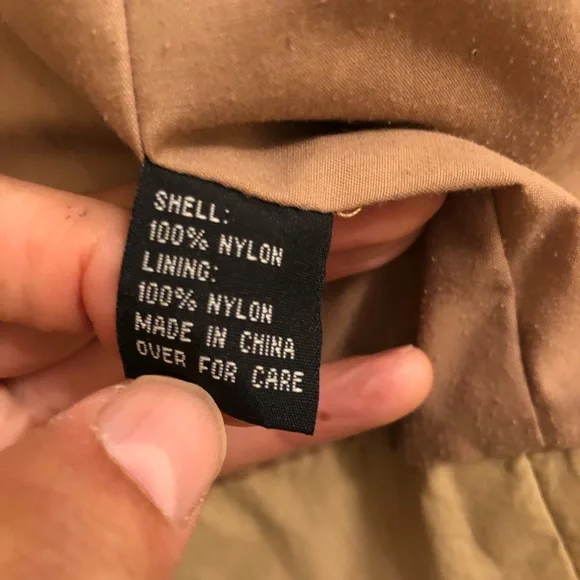 SHELL:
100% NYLON
LINING:
100% NYLON
MADE IN CHINA
OVER FOR CARE